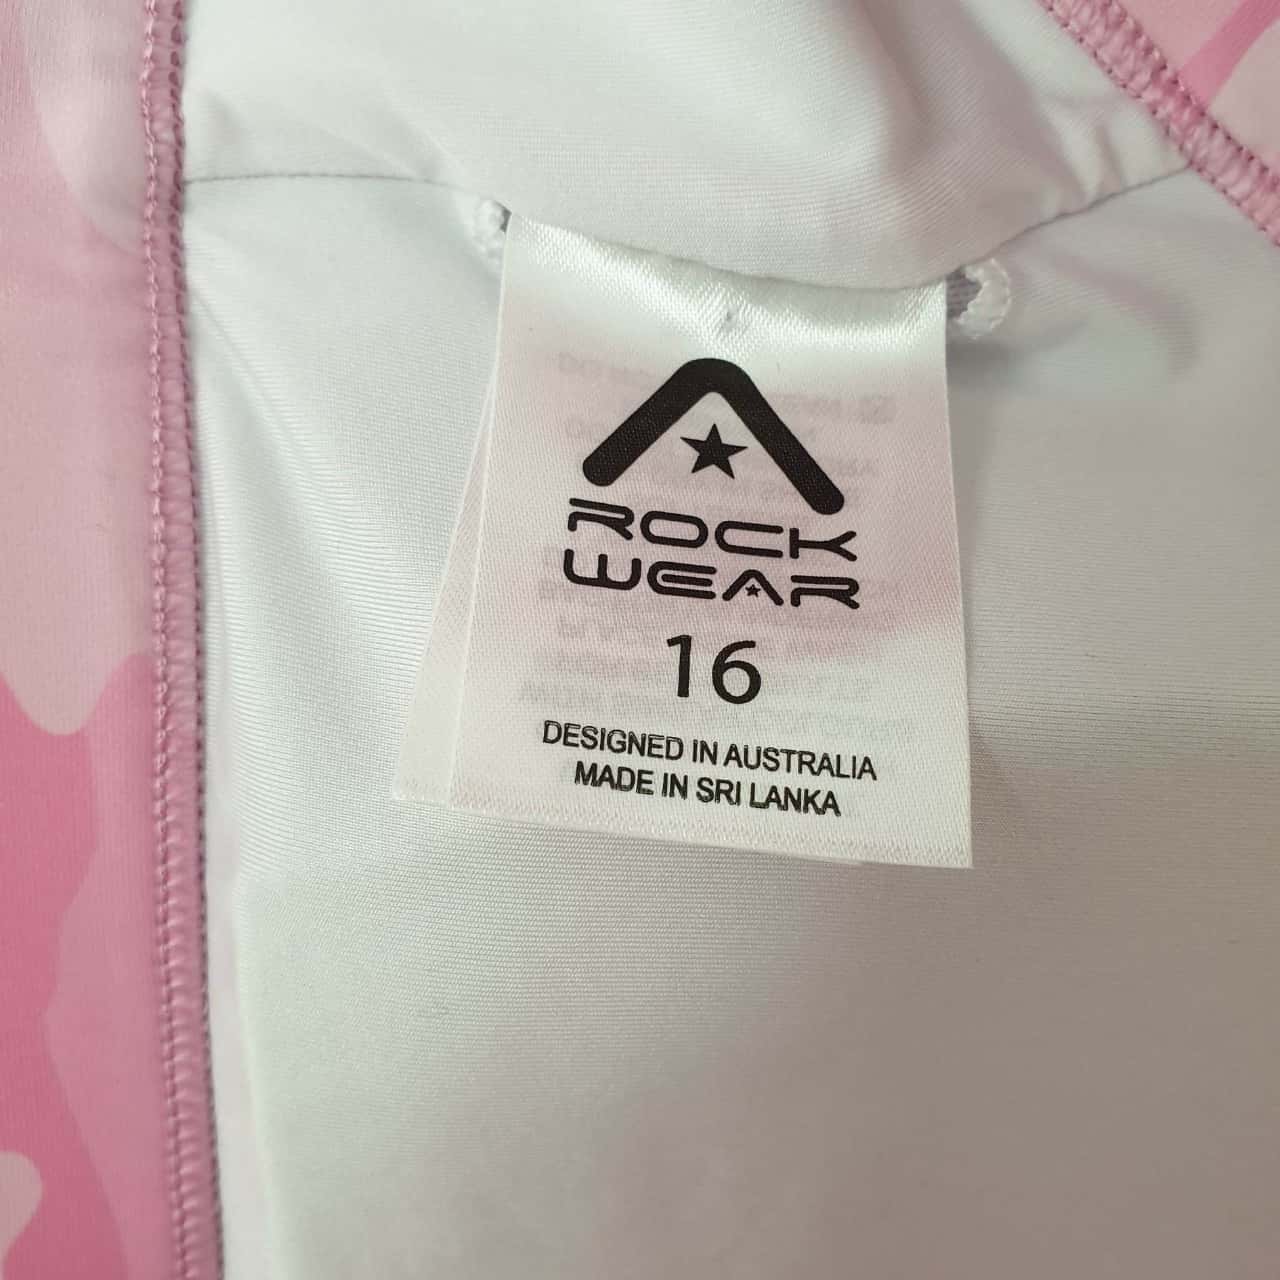 ROCK
WEAR
16
DESIGNED IN AUSTRALIA
MADE IN SRI LANKA